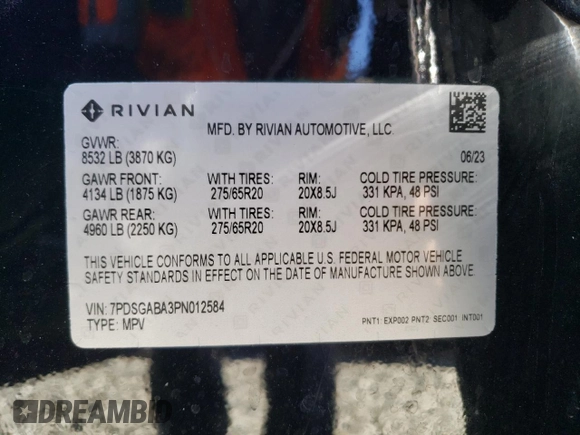 RIVIAN
MFD. BY RIVIAN AUTOMOTIVE, LLC
GVWR:
8532 LB (3870 KG)
06/23
GAWR FRONT: WITH TIRES: RIM: COLD TIRE PRESSURE:
4134 LB (1875 KG) 275/65R20 20X8.5J 331 KPA, 48 PSI
GAWR REAR: WITH TIRES: RIM: COLD TIRE PRESSURE:
4960 LB (2250 KG) 275/65R20 20X8.5J 331 KPA, 48 PSI
THIS VEHICLE CONFORMS TO ALL APPLICABLE U.S. FEDERAL MOTOR VEHICLE
SAFETY STANDARDS IN EFFECT ON THE DATE OF MANUFACTURE SHOWN ABOVE
VIN: 7PDSGABA3PN012584
TYPE: MPV
PNT1: EXP002 PNT2: SEC001 INT001
DREAMBID